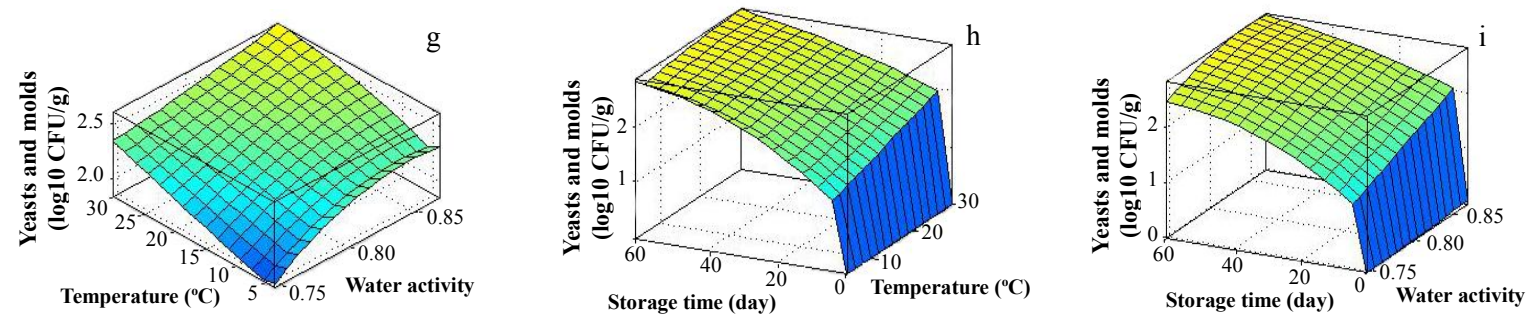 g
Yeasts and molds
(log10 CFU/g)
2.5
2.0
30
25
20
15
10
5
0.75
0.80
0.85
Temperature (ºC)
Water activity
h
Yeasts and molds
(log10 CFU/g)
2
1
60
40
20
0
10
20
30
Storage time (day)
Temperature (ºC)
i
Yeasts and molds
(log10 CFU/g)
2
1
0
60
40
20
0
0.75
0.80
0.85
Storage time (day)
Water activity